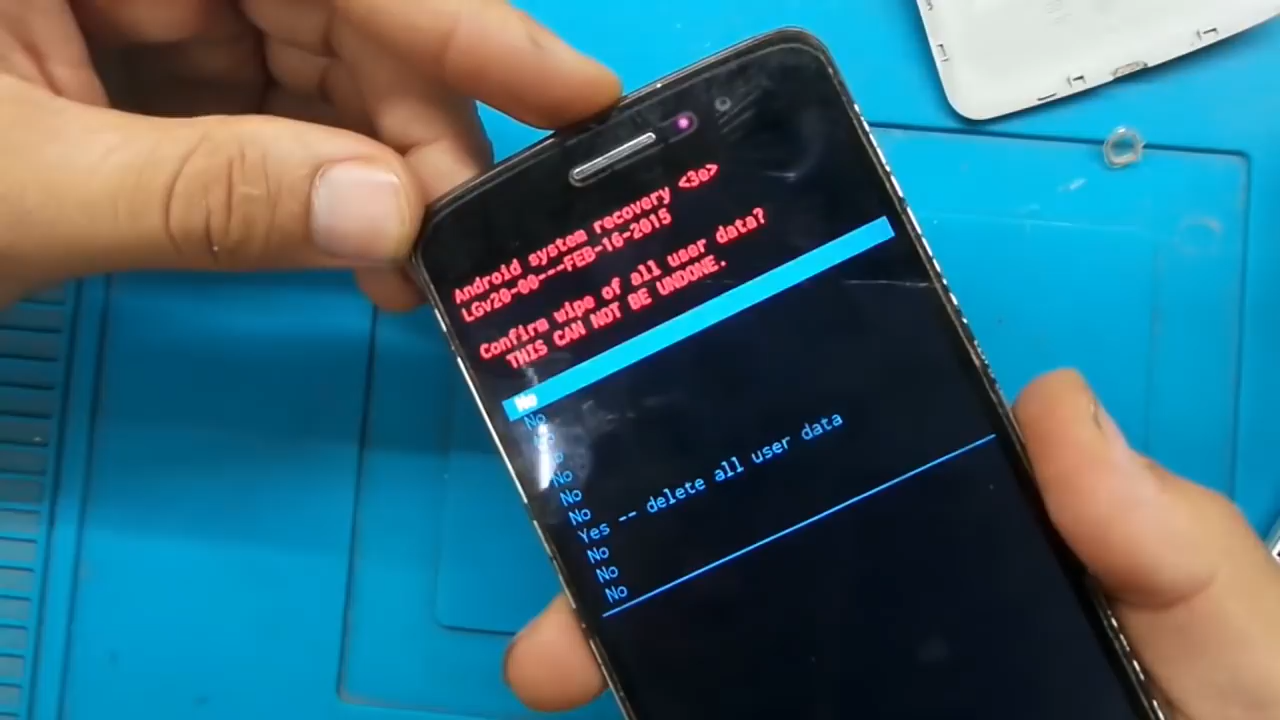 Android system recovery <3e>
LGv20-00---FEB-16-2015
Confirm wipe of all user data?
THIS CAN NOT BE UNDONE.
No
No
No
No
No
No
Yes -- delete all user data
No
No
No